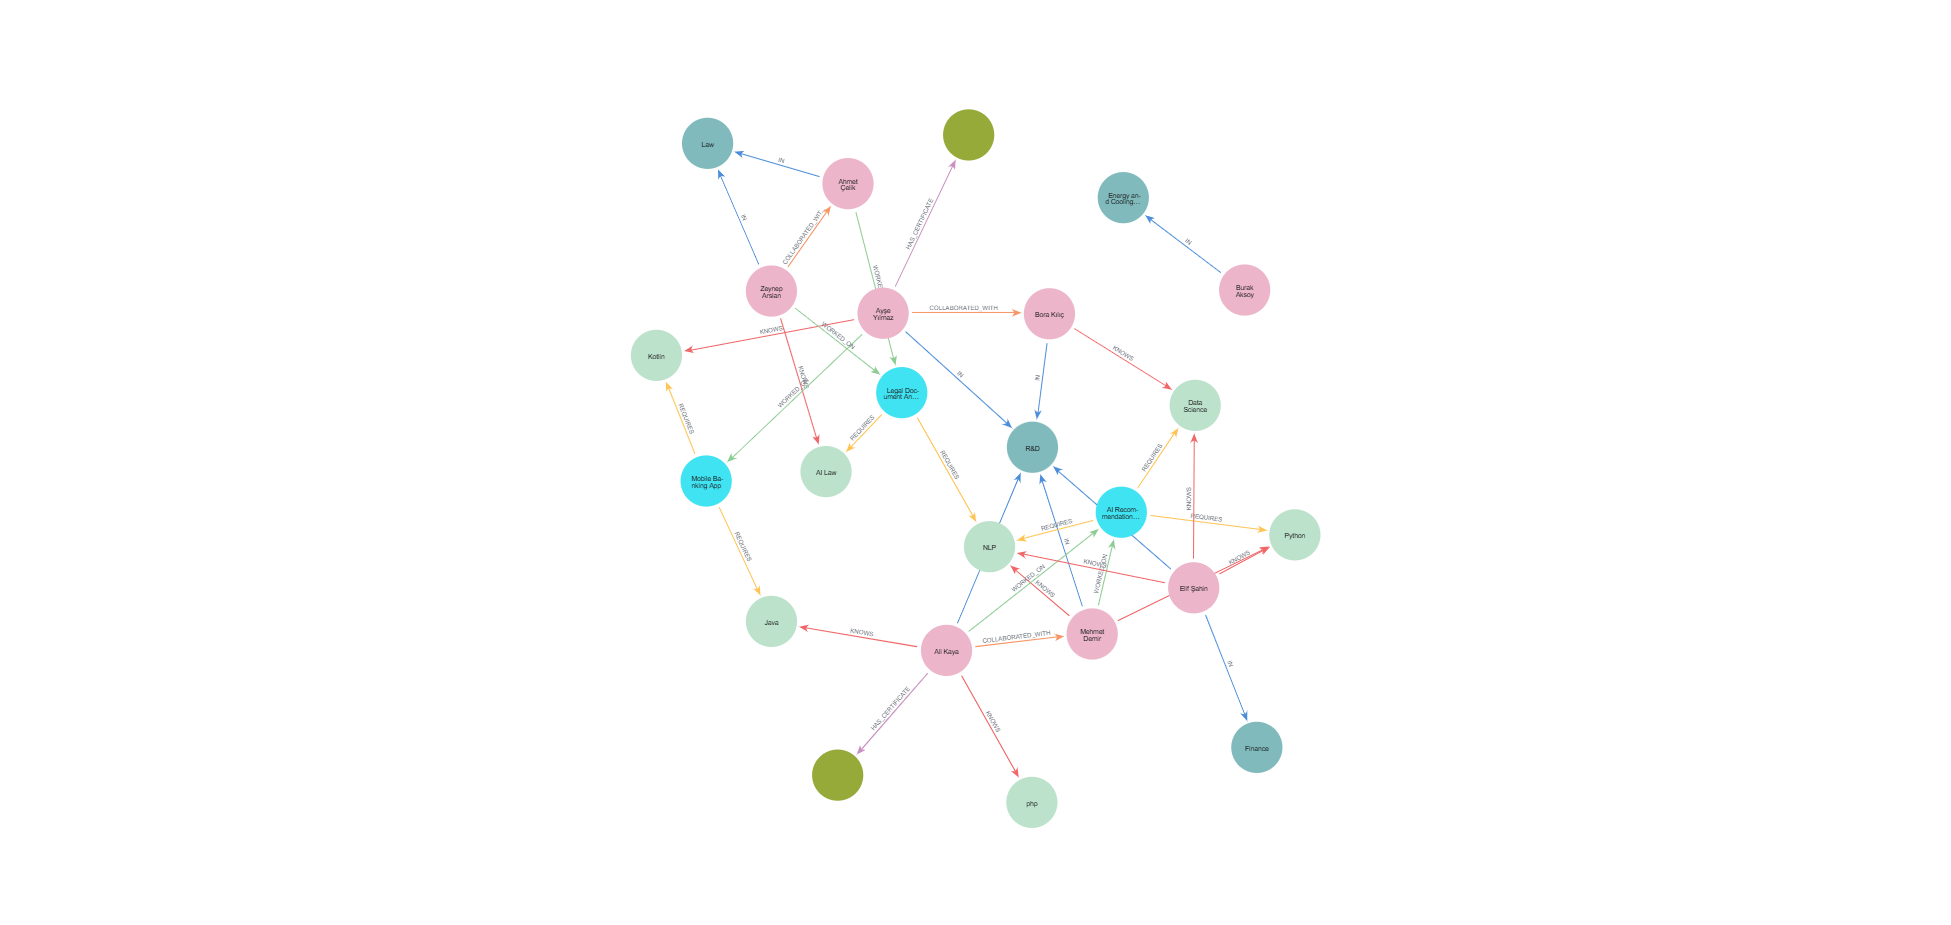 Law
IN
Ahmet
Çelik
IN
COLLABORATED_WIT…
HAS_CERTIFICATE
Energy an-
d Cooling…
IN
Burak
Aksoy
Zeynep
Arslan
WORKE
Ayşe
Yılmaz
COLLABORATED_WITH
Bora Kılıç
KNOWS
WORKED_ON
Kotlin
KNOWS
IN
IN
KNOWS
WORKED_
Legal Doc-
ument An…
Data
Science
REQUIRES
REQUIRES
REQUIRES
R&D
REQUIRES
AI Law
Mobile Ba-
nking App
KNOWS
AI Recom-
mendation…
REQUIRES
REQUIRES
Python
REQUIRES
NLP
IN
KNOWS
KNOWS
WORKED_ON
KNOWS
WORKED_ON
Elif Şahin
Java
KNOWS
COLLABORATED_WITH
Mehmet
Demir
Ali Kaya
IN
HAS_CERTIFICATE
KNOWS
Finance
php